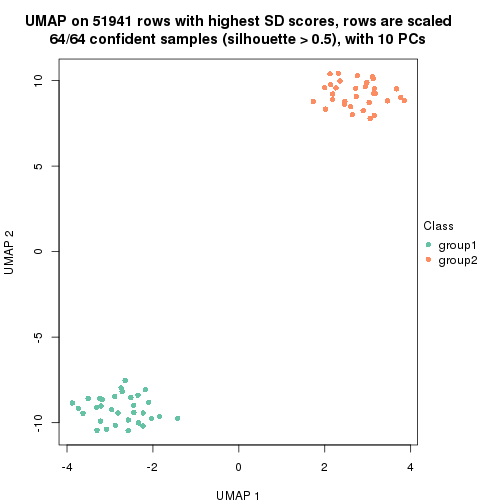 UMAP on 51941 rows with highest SD scores, rows are scaled
64/64 confident samples (silhouette > 0.5), with 10 PCs
10
5
0
-5
-10
UMAP 2
-4
-2
0
2
4
UMAP 1
Class
group1
group2